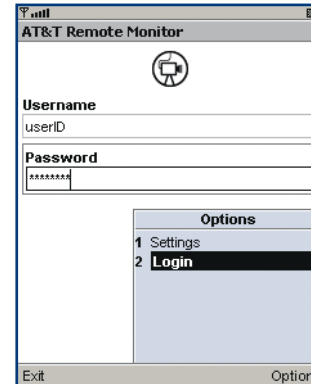 AT&T Remote Monitor
Username
userID
Password
********
Options
1 Settings
2 Login
Exit
Option